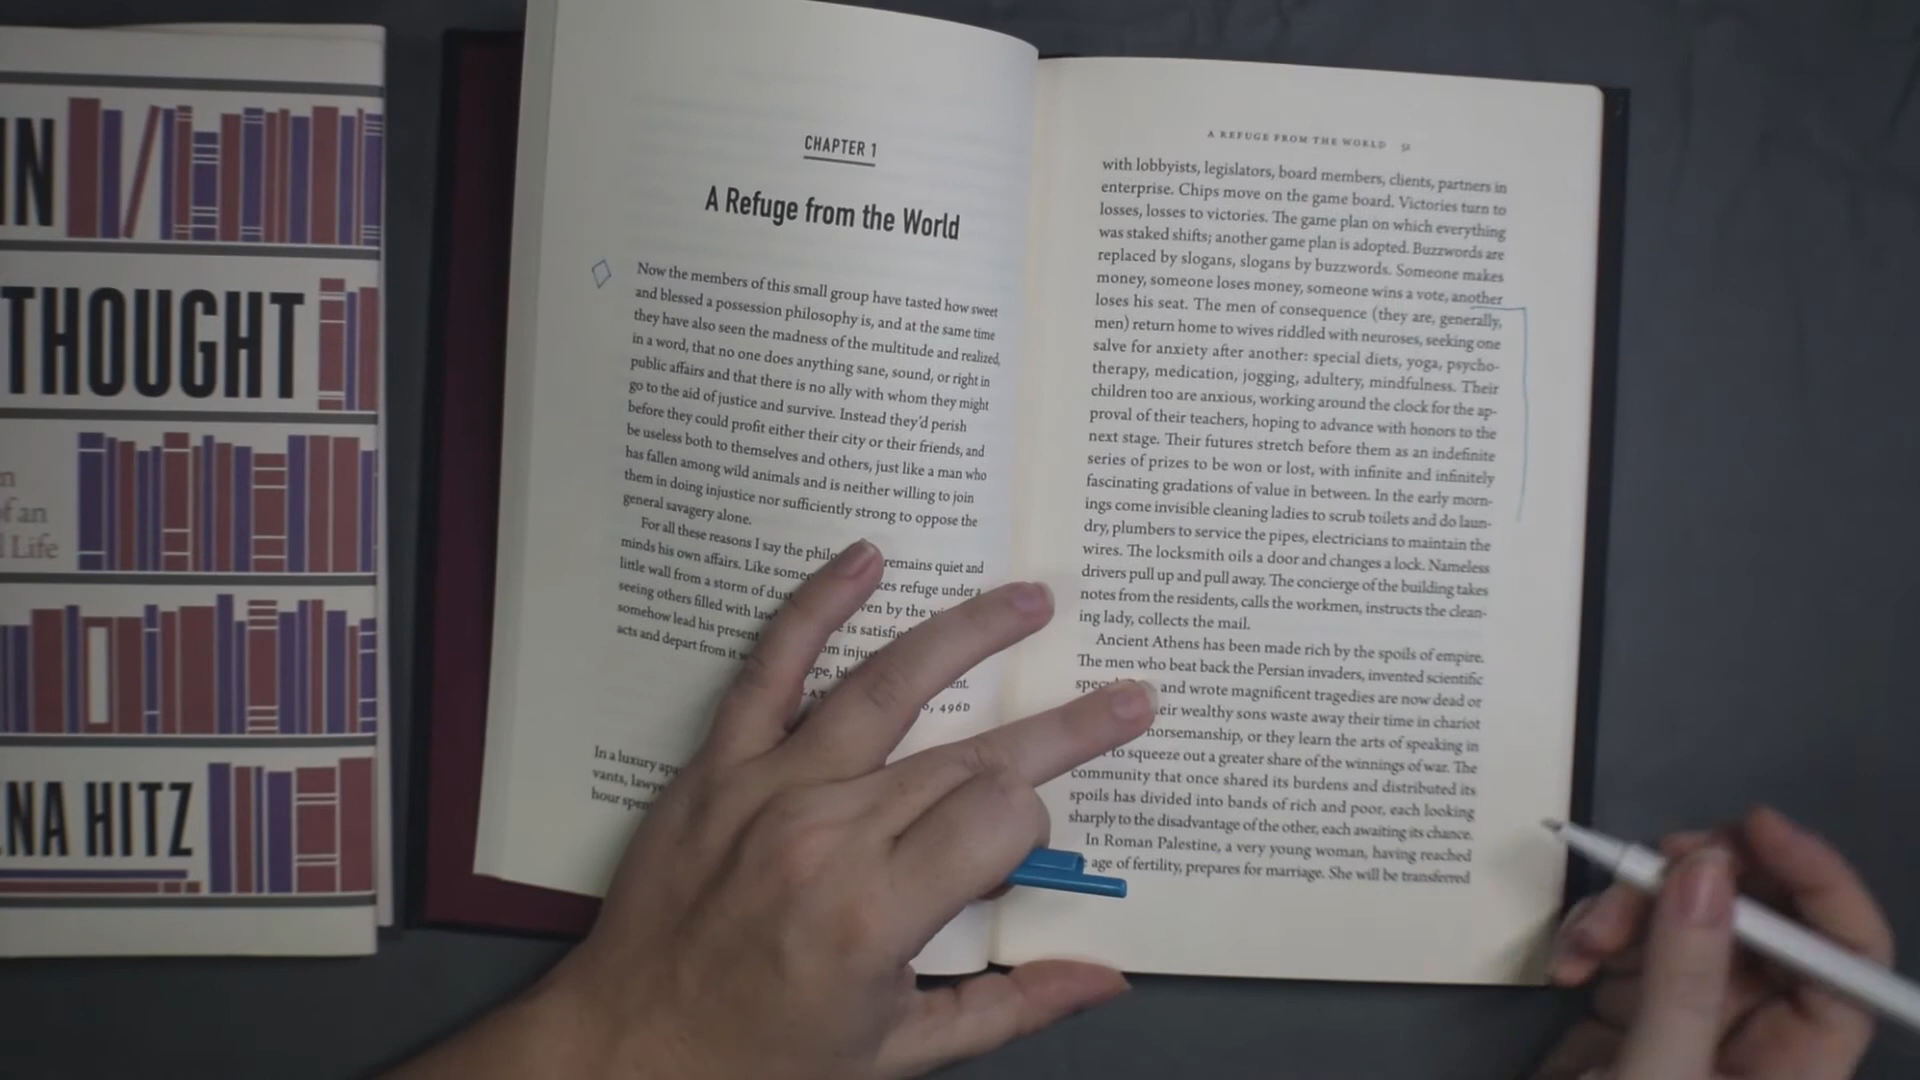 IN
THOUGHT
n
of an
Life
NA HITZ
CHAPTER 1
A Refuge from the World
Now the members of this small group have tasted how sweet
and blessed a possession philosophy is, and at the same time
they have also seen the madness of the multitude and realized,
in a word, that no one does anything sane, sound, or right in
public affairs and that there is no ally with whom they might
go to the aid of justice and survive. Instead they'd perish
before they could profit either their city or their friends, and
be useless both to themselves and others, just like a man who
has fallen among wild animals and is neither willing to join
them in doing injustice nor sufficiently strong to oppose the
general savagery alone.
For all these reasons I say the philo remains quiet and
minds his own affairs. Like some kes refuge under a
little wall from a storm of dust ven by the
seeing others filled with law e is satisfie
somehow lead his present om injus
acts and depart from it ope, bl ent.
LAT 496D
In a luxury apa
vants, lawye
hour spent
A REFUGE FROM THE WORLD 51
with lobbyists, legislators, board members, clients, partners in
enterprise. Chips move on the game board. Victories turn to
losses, losses to victories. The game plan on which everything
was staked shifts; another game plan is adopted. Buzzwords are
replaced by slogans, slogans by buzzwords. Someone makes
money, someone loses money, someone wins a vote, another
loses his seat. The men of consequence (they are, generally,
men) return home to wives riddled with neuroses, seeking one
salve for anxiety after another: special diets, yoga, psycho-
therapy, medication, jogging, adultery, mindfulness. Their
children too are anxious, working around the clock for the ap-
proval of their teachers, hoping to advance with honors to the
next stage. Their futures stretch before them as an indefinite
series of prizes to be won or lost, with infinite and infinitely
fascinating gradations of value in between. In the early morn-
ings come invisible cleaning ladies to scrub toilets and do laun-
dry, plumbers to service the pipes, electricians to maintain the
wires. The locksmith oils a door and changes a lock. Nameless
drivers pull up and pull away. The concierge of the building takes
notes from the residents, calls the workmen, instructs the clean-
ing lady, collects the mail.
Ancient Athens has been made rich by the spoils of empire.
The men who beat back the Persian invaders, invented scientific
spec and wrote magnificent tragedies are now dead or
eir wealthy sons waste away their time in chariot
horsemanship, or they learn the arts of speaking in
to squeeze out a greater share of the winnings of war. The
community that once shared its burdens and distributed its
spoils has divided into bands of rich and poor, each looking
sharply to the disadvantage of the other, each awaiting its chance.
In Roman Palestine, a very young woman, having reached
age of fertility, prepares for marriage. She will be transferred